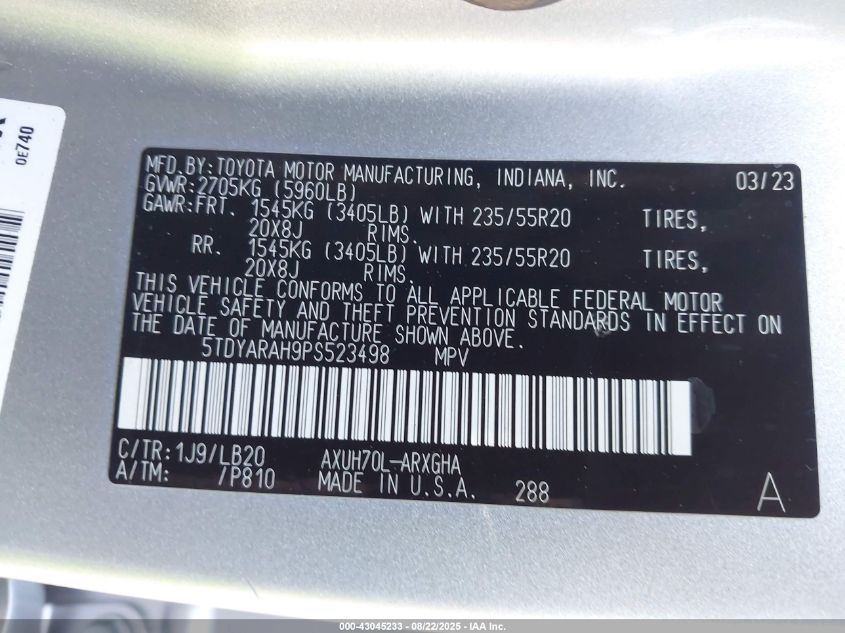 0E740
MFD.BY:TOYOTA MOTOR MANUFACTURING, INDIANA, INC. 03/23
GVWR:2705KG (5960LB)
GAWR:FRT. 1545KG (3405LB) WITH 235/55R20 TIRES,
20X8J RIMS.
RR. 1545KG (3405LB) WITH 235/55R20 TIRES,
20X8J RIMS.
THIS VEHICLE CONFORMS TO ALL APPLICABLE FEDERAL MOTOR
VEHICLE SAFETY AND THEFT PREVENTION STANDARDS IN EFFECT ON
THE DATE OF MANUFACTURE SHOWN ABOVE.
5TDYARAH9PS523498 MPV
C/TR:1J9/LB20 AXUH70L-ARXGHA
A/TM: /P810 MADE IN U.S.A. 288 A
000-43045233 - 08/22/2025 - IAA Inc.